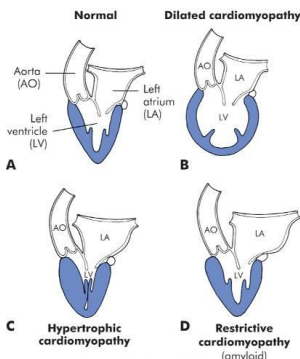 Normal
Dilated cardiomyopathy
Aorta
(AO)
Left
atrium
(LA)
Left
ventricle
(LV)
A
AO
LA
LV
B
AO
LA
LV
C
Hypertrophic
cardiomyopathy
AO
LA
LV
D
Restrictive
cardiomyopathy
(amyloid)